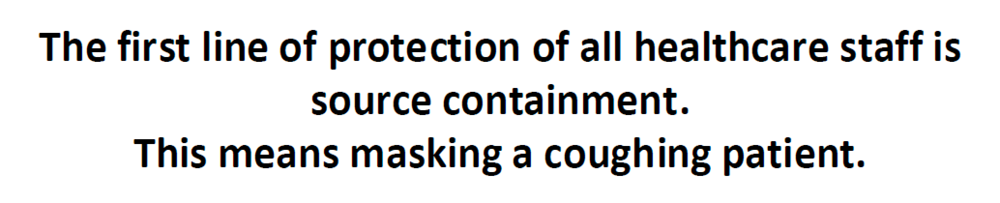 The first line of protection of all healthcare staff is
source containment.
This means masking a coughing patient.